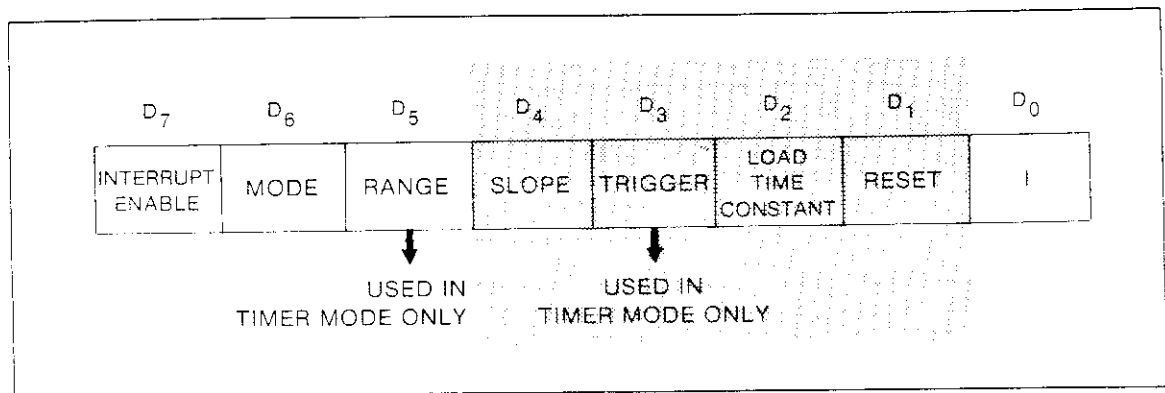 D7 D6 D5 D4 D3 D2 D1 D0
INTERRUPT ENABLE
MODE
RANGE
SLOPE
TRIGGER
LOAD TIME CONSTANT
RESET
I
USED IN
TIMER MODE ONLY
USED IN
TIMER MODE ONLY